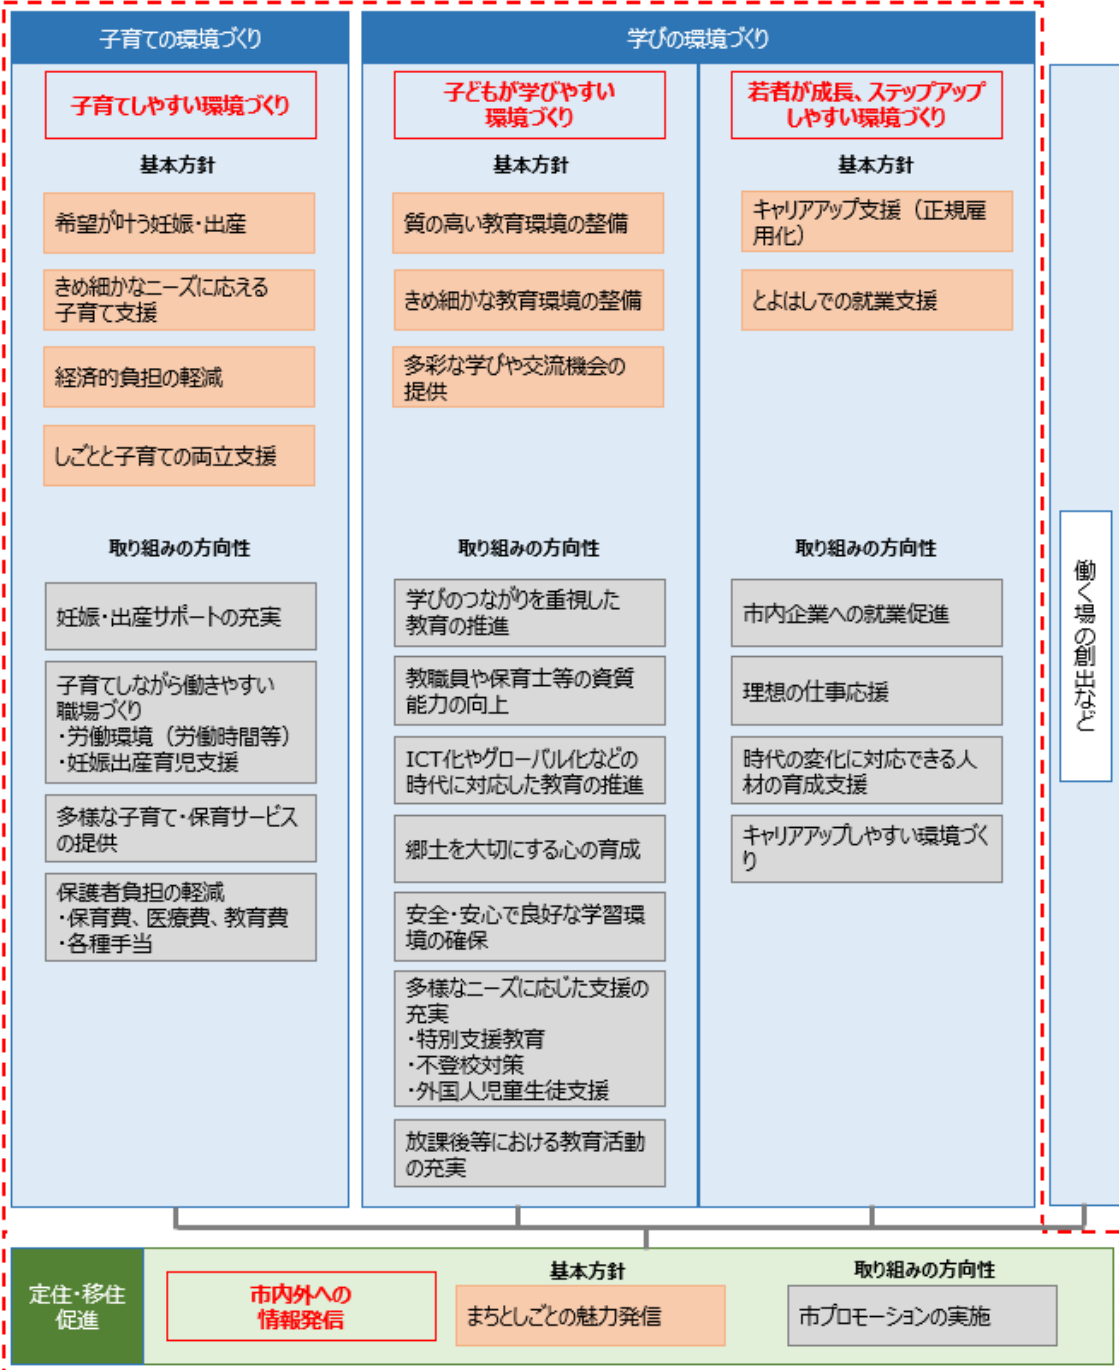 子育ての環境づくり
学びの環境づくり
子育てしやすい環境づくり
基本方針
希望が叶う妊娠・出産
きめ細かなニーズに応える
子育て支援
経済的負担の軽減
しごとと子育ての両立支援
取り組みの方向性
妊娠・出産サポートの充実
子育てしながら働きやすい
職場づくり
・労働環境（労働時間等）
・妊娠出産育児支援
多様な子育て・保育サービス
の提供
保護者負担の軽減
・保育費、医療費、教育費
・各種手当
子どもが学びやすい
環境づくり
基本方針
質の高い教育環境の整備
きめ細かな教育環境の整備
多彩な学びや交流機会の
提供
取り組みの方向性
学びのつながりを重視した
教育の推進
教職員や保育士等の資質
能力の向上
ICT化やグローバル化などの
時代に対応した教育の推進
郷土を大切にする心の育成
安全・安心で良好な学習環
境の確保
多様なニーズに応じた支援の
充実
・特別支援教育
・不登校対策
・外国人児童生徒支援
放課後等における教育活動
の充実
若者が成長、ステップアップ
しやすい環境づくり
基本方針
キャリアアップ支援（正規雇
用化）
とよはしでの就業支援
取り組みの方向性
市内企業への就業促進
理想の仕事応援
時代の変化に対応できる人
材の育成支援
キャリアアップしやすい環境づく
り
働く場の創出など
定住・移住
促進
市内外への
情報発信
基本方針
まちとしごとの魅力発信
取り組みの方向性
市プロモーションの実施